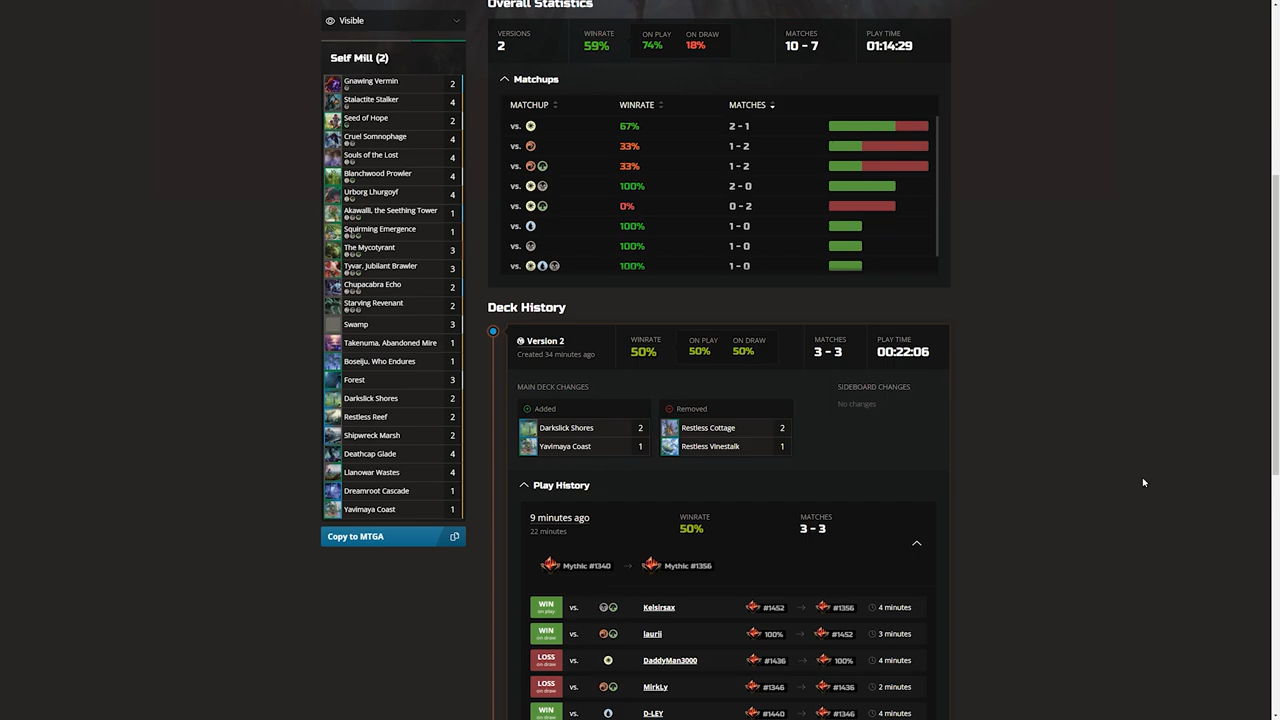 Overall Statistics
Visible
VERSIONS
2
WINRATE
59%
ON PLAY
74%
ON DRAW
18%
MATCHES
10 - 7
PLAY TIME
01:14:29
Self Mill (2)
Gnawing Vermin 2
Stalactite Stalker 4
Seed of Hope 2
Cruel Somnophage 4
Souls of the Lost 4
Blanchwood Prowler 4
Urborg Lhurgoyf 4
Akawalli, the Seething Tower 1
Squirming Emergence 1
The Mycotyrant 3
Tyvar, Jubilant Brawler 3
Chupacabra Echo 2
Starving Revenant 2
Swamp 3
Takenuma, Abandoned Mire 1
Boseiju, Who Endures 1
Forest 3
Darkslick Shores 2
Restless Reef 2
Shipwreck Marsh 2
Deathcap Glade 4
Llanowar Wastes 4
Dreamroot Cascade 1
Yavimaya Coast 1
Copy to MTGA
Matchups
MATCHUP WINRATE MATCHES
vs. 67% 2 - 1
vs. 33% 1 - 2
vs. 33% 1 - 2
vs. 100% 2 - 0
vs. 0% 0 - 2
vs. 100% 1 - 0
vs. 100% 1 - 0
vs. 100% 1 - 0
Deck History
Version 2
Created 34 minutes ago
WINRATE
50%
ON PLAY
50%
ON DRAW
50%
MATCHES
3 - 3
PLAY TIME
00:22:06
MAIN DECK CHANGES
SIDEBOARD CHANGES
No changes
Added
Darkslick Shores 2
Yavimaya Coast 1
Removed
Restless Cottage 2
Restless Vinestalk 1
Play History
9 minutes ago
22 minutes
WINRATE
50%
MATCHES
3 - 3
Mythic #1340 → Mythic #1356
WIN on play vs. Kelsirsax #1452 → #1356 4 minutes
WIN on draw vs. laurii 100% → #1452 3 minutes
LOSS on draw vs. DaddyMan3000 #1436 → 100% 4 minutes
LOSS on draw vs. MirkLy #1346 → #1436 2 minutes
WIN on draw vs. D-LEY #1440 → #1346 4 minutes